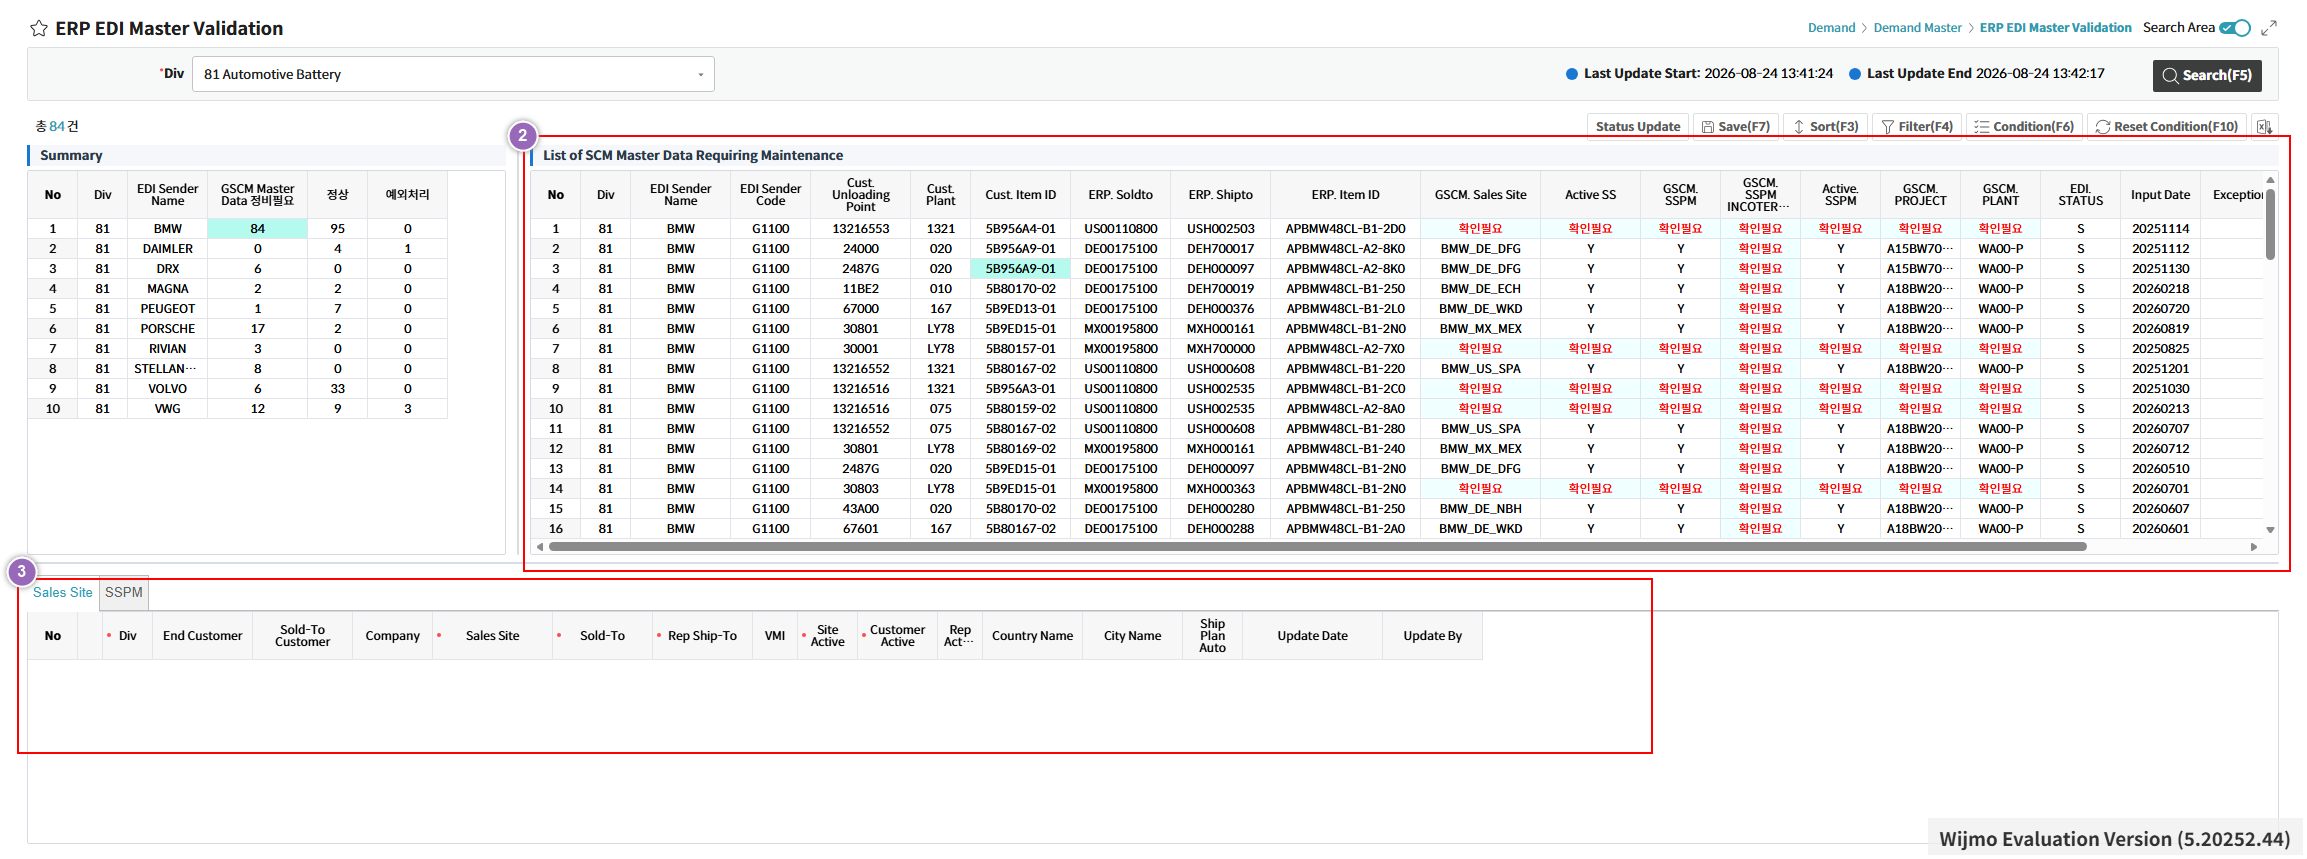 ERP EDI Master Validation
Demand > Demand Master > ERP EDI Master Validation Search Area
*Div 81 Automotive Battery
Last Update Start: 2026-08-24 13:41:24 Last Update End 2026-08-24 13:42:17 Search(F5)
총 84 건
Status Update Save(F7) Sort(F3) Filter(F4) Condition(F6) Reset Condition(F10)
Summary
No Div EDI Sender Name GSCM Master Data 정비필요 정상 예외처리
1 81 BMW 84 95 0
2 81 DAIMLER 0 4 1
3 81 DRX 6 0 0
4 81 MAGNA 2 2 0
5 81 PEUGEOT 1 7 0
6 81 PORSCHE 17 2 0
7 81 RIVIAN 3 0 0
8 81 STELLAN··· 8 0 0
9 81 VOLVO 6 33 0
10 81 VWG 12 9 3
2
List of SCM Master Data Requiring Maintenance
No Div EDI Sender Name EDI Sender Code Cust. Unloading Point Cust. Plant Cust. Item ID ERP. Soldto ERP. Shipto ERP. Item ID GSCM. Sales Site Active SS GSCM. SSPM GSCM. SSPM INCOTER··· Active. SSPM GSCM. PROJECT GSCM. PLANT EDI. STATUS Input Date Exception
1 81 BMW G1100 13216553 1321 5B956A4-01 US00110800 USH002503 APBMW48CL-B1-2D0 확인필요 확인필요 확인필요 확인필요 확인필요 확인필요 확인필요 S 20251114
2 81 BMW G1100 24000 020 5B956A9-01 DE00175100 DEH700017 APBMW48CL-A2-8K0 BMW_DE_DFG Y Y 확인필요 Y A15BW70··· WA00-P S 20251112
3 81 BMW G1100 2487G 020 5B956A9-01 DE00175100 DEH000097 APBMW48CL-A2-8K0 BMW_DE_DFG Y Y 확인필요 Y A15BW70··· WA00-P S 20251130
4 81 BMW G1100 11BE2 010 5B80170-02 DE00175100 DEH700019 APBMW48CL-B1-250 BMW_DE_ECH Y Y 확인필요 Y A18BW20··· WA00-P S 20260218
5 81 BMW G1100 67000 167 5B9ED13-01 DE00175100 DEH000376 APBMW48CL-B1-2L0 BMW_DE_WKD Y Y 확인필요 Y A18BW20··· WA00-P S 20260720
6 81 BMW G1100 30801 LY78 5B9ED15-01 MX00195800 MXH000161 APBMW48CL-B1-2N0 BMW_MX_MEX Y Y 확인필요 Y A18BW20··· WA00-P S 20260819
7 81 BMW G1100 30001 LY78 5B80157-01 MX00195800 MXH700000 APBMW48CL-A2-7X0 확인필요 확인필요 확인필요 확인필요 확인필요 확인필요 확인필요 S 20250825
8 81 BMW G1100 13216552 1321 5B80167-02 US00110800 USH000608 APBMW48CL-B1-220 BMW_US_SPA Y Y 확인필요 Y A18BW20··· WA00-P S 20251201
9 81 BMW G1100 13216516 1321 5B956A3-01 US00110800 USH002535 APBMW48CL-B1-2C0 확인필요 확인필요 확인필요 확인필요 확인필요 확인필요 확인필요 S 20251030
10 81 BMW G1100 13216516 075 5B80159-02 US00110800 USH002535 APBMW48CL-A2-8A0 확인필요 확인필요 확인필요 확인필요 확인필요 확인필요 확인필요 S 20260213
11 81 BMW G1100 13216552 075 5B80167-02 US00110800 USH000608 APBMW48CL-B1-280 BMW_US_SPA Y Y 확인필요 Y A18BW20··· WA00-P S 20260707
12 81 BMW G1100 30801 LY78 5B80169-02 MX00195800 MXH000161 APBMW48CL-B1-240 BMW_MX_MEX Y Y 확인필요 Y A18BW20··· WA00-P S 20260712
13 81 BMW G1100 2487G 020 5B9ED15-01 DE00175100 DEH000097 APBMW48CL-B1-2N0 BMW_DE_DFG Y Y 확인필요 Y A18BW20··· WA00-P S 20260510
14 81 BMW G1100 30803 LY78 5B9ED15-01 MX00195800 MXH000363 APBMW48CL-B1-2N0 확인필요 확인필요 확인필요 확인필요 확인필요 확인필요 확인필요 S 20260701
15 81 BMW G1100 43A00 020 5B80170-02 DE00175100 DEH000280 APBMW48CL-B1-250 BMW_DE_NBH Y Y 확인필요 Y A18BW20··· WA00-P S 20260607
16 81 BMW G1100 67601 167 5B80167-02 DE00175100 DEH000288 APBMW48CL-B1-2A0 BMW_DE_WKD Y Y 확인필요 Y A18BW20··· WA00-P S 20260601
3
Sales Site SSPM
No Div End Customer Sold-To Customer Company Sales Site Sold-To Rep Ship-To VMI Site Active Customer Active Rep Act··· Country Name City Name Ship Plan Auto Update Date Update By
Wijmo Evaluation Version (5.20252.44)